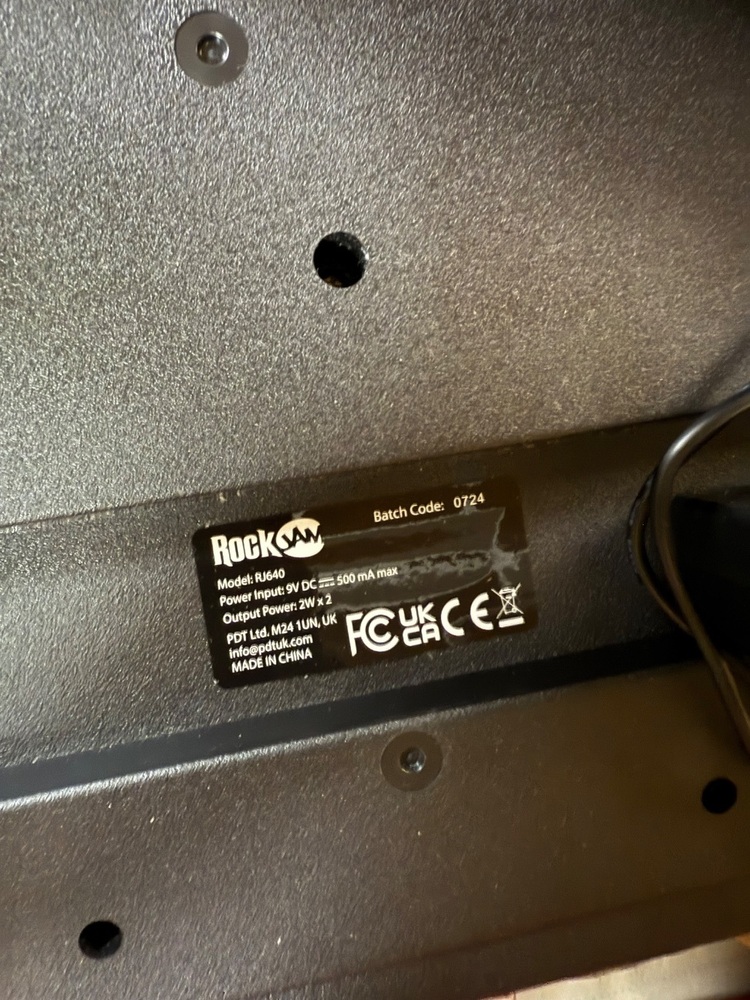 Batch Code: 0724
RockJAM
Model: RJ640
Power Input: 9V DC ⎓ 500 mA max
Output Power: 2W x 2
PDT Ltd. M24 1UN, UK
info@pdtuk.com
MADE IN CHINA
FC UK CA CE